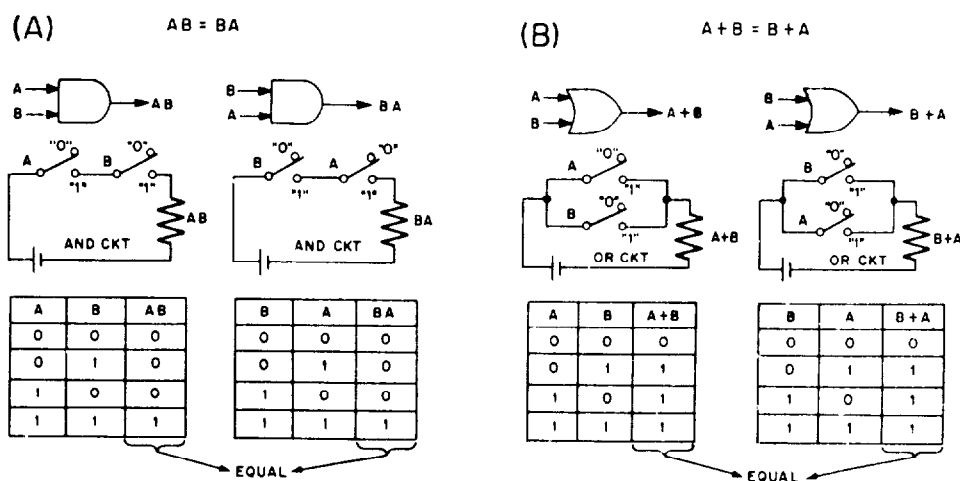 (A) AB = BA
A
B
AB
B
A
BA
A "0" B "0"
"1" "1"
AB
AND CKT
B "0" A "0"
"1" "1"
BA
AND CKT
A B AB
0 0 0
0 1 0
1 0 0
1 1 1
B A BA
0 0 0
0 1 0
1 0 0
1 1 1
EQUAL
(B) A+B = B+A
A
B
A+B
B
A
B+A
A "0"
"1"
B "0"
"1"
A+B
OR CKT
B "0"
"1"
A "0"
"1"
B+A
OR CKT
A B A+B
0 0 0
0 1 1
1 0 1
1 1 1
B A B+A
0 0 0
0 1 1
1 0 1
1 1 1
EQUAL